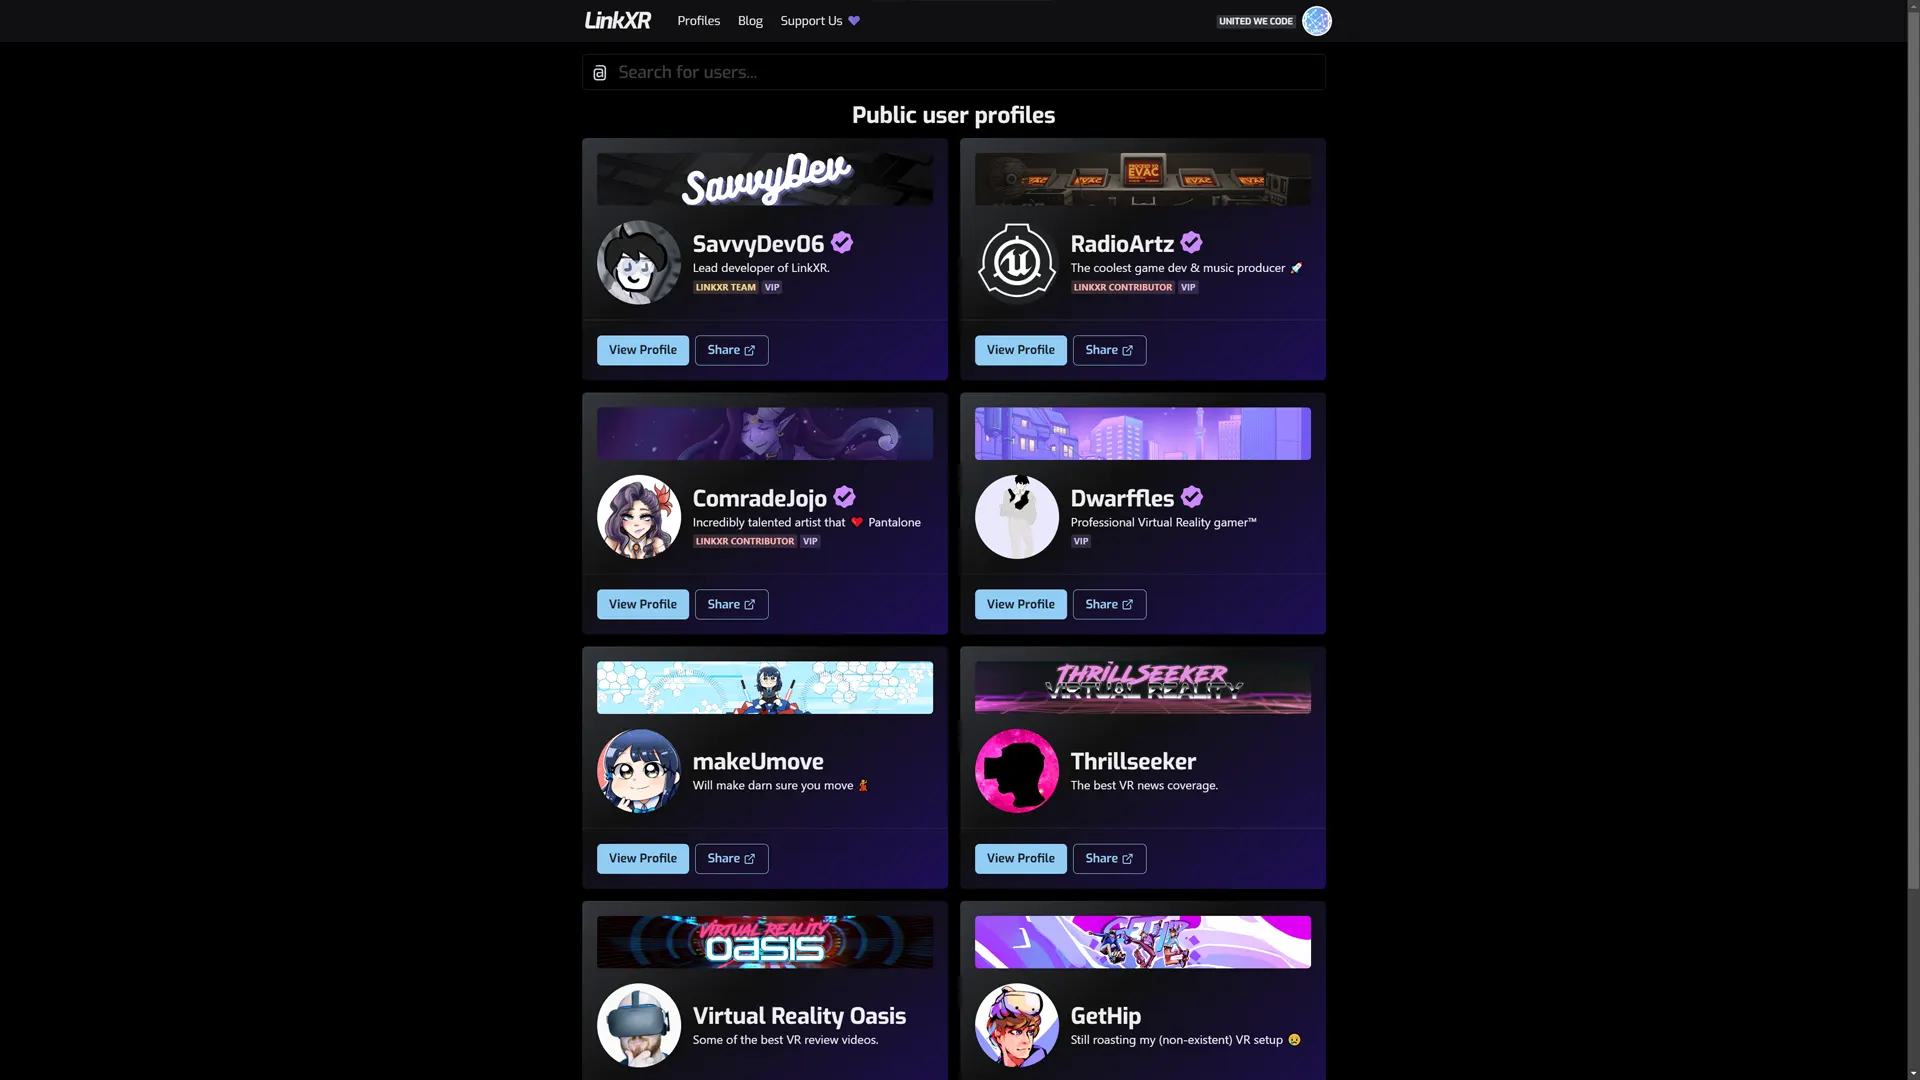 LinkXR
Profiles
Blog
Support Us
UNITED WE CODE
Search for users...
Public user profiles
SavvyDev
SavvyDev06
Lead developer of LinkXR.
LINKXR TEAM VIP
View Profile
Share
PROCEED TO
EVAC
EVAC
EVAC
RadioArtz
The coolest game dev & music producer 🚀
LINKXR CONTRIBUTOR VIP
View Profile
Share
ComradeJojo
Incredibly talented artist that ❤️ Pantalone
LINKXR CONTRIBUTOR VIP
View Profile
Share
Dwarffles
Professional Virtual Reality gamer™
VIP
View Profile
Share
makeUmove
Will make darn sure you move 💃
View Profile
Share
THRILLSEEKER
VIRTUAL REALITY
Thrillseeker
The best VR news coverage.
View Profile
Share
VIRTUAL REALITY
OASIS
Virtual Reality Oasis
Some of the best VR review videos.
GETHIP
GetHip
Still roasting my (non-existent) VR setup 😢